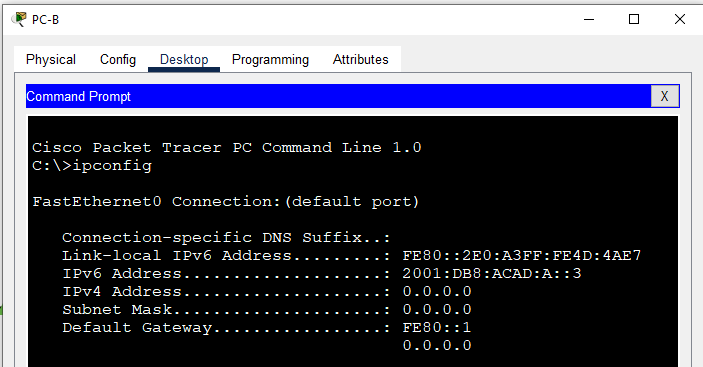 PC-B
Physical Config Desktop Programming Attributes
Command Prompt X
Cisco Packet Tracer PC Command Line 1.0
C:\>ipconfig
FastEthernet0 Connection:(default port)
Connection-specific DNS Suffix..:
Link-local IPv6 Address.........: FE80::2E0:A3FF:FE4D:4AE7
IPv6 Address....................: 2001:DB8:ACAD:A::3
IPv4 Address....................: 0.0.0.0
Subnet Mask.....................: 0.0.0.0
Default Gateway.................: FE80::1
0.0.0.0